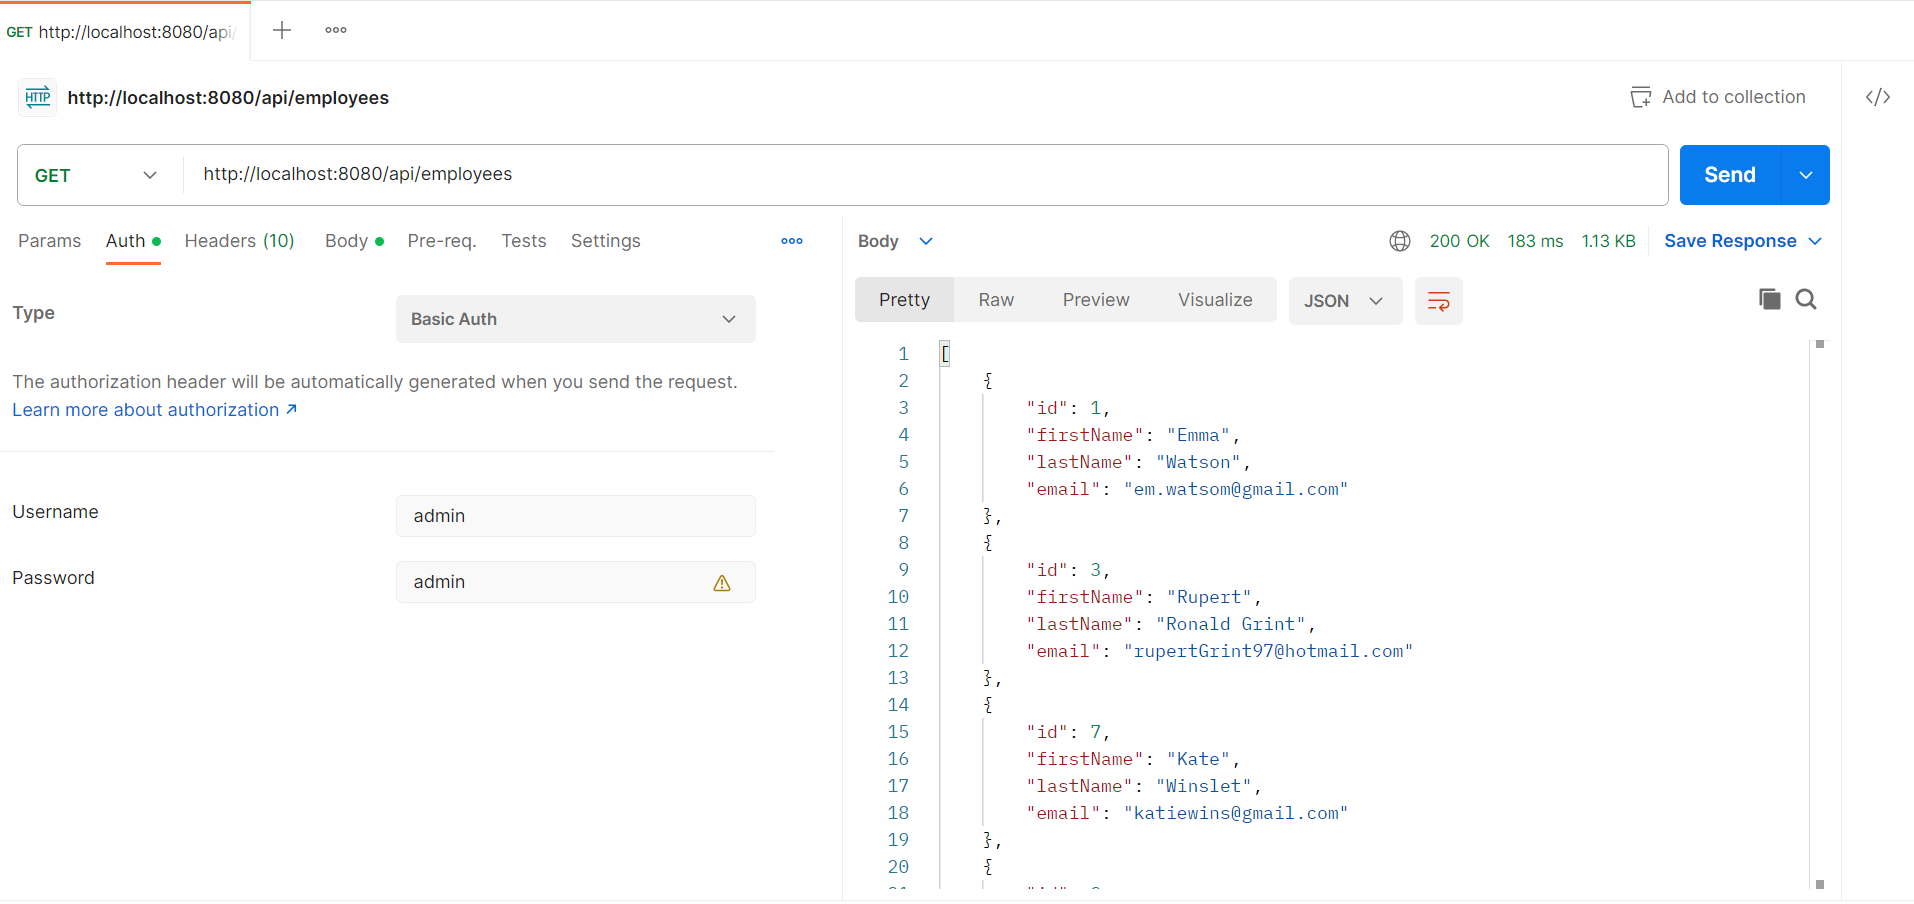 GET http://localhost:8080/api/
HTTP http://localhost:8080/api/employees
Add to collection
</>
GET http://localhost:8080/api/employees
Send
Params Auth Headers (10) Body Pre-req. Tests Settings
Type
Basic Auth
The authorization header will be automatically generated when you send the request.
Learn more about authorization ↗
Username
admin
Password
admin
Body
200 OK 183 ms 1.13 KB Save Response
Pretty Raw Preview Visualize JSON
1 [
2 {
3 "id": 1,
4 "firstName": "Emma",
5 "lastName": "Watson",
6 "email": "em.watsom@gmail.com"
7 },
8 {
9 "id": 3,
10 "firstName": "Rupert",
11 "lastName": "Ronald Grint",
12 "email": "rupertGrint97@hotmail.com"
13 },
14 {
15 "id": 7,
16 "firstName": "Kate",
17 "lastName": "Winslet",
18 "email": "katiewins@gmail.com"
19 },
20 {